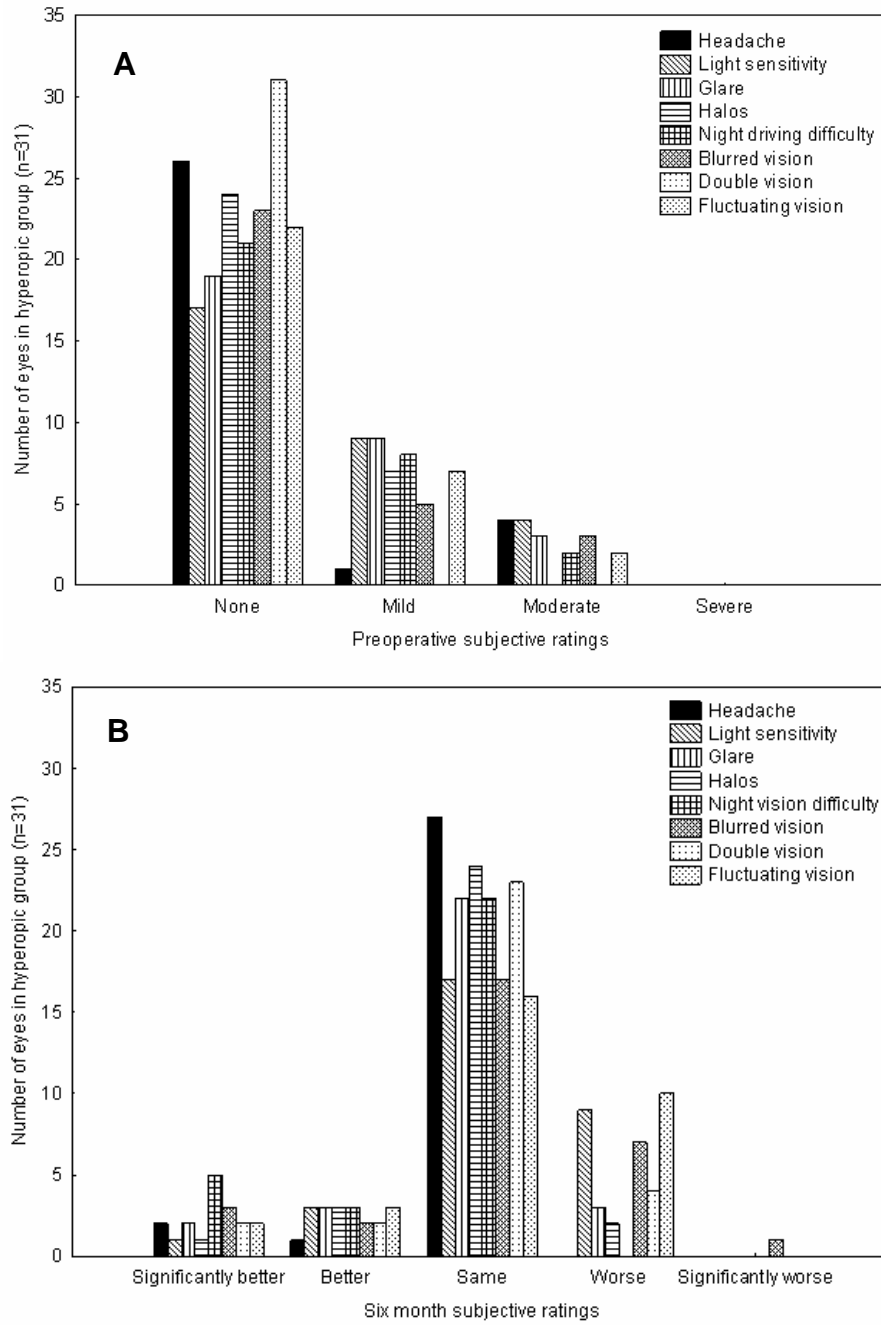 A
35
30
25
20
15
10
5
0
Number of eyes in hyperopic group (n=31)
Headache
Light sensitivity
Glare
Halos
Night driving difficulty
Blurred vision
Double vision
Fluctuating vision
None Mild Moderate Severe
Preoperative subjective ratings
B
35
30
25
20
15
10
5
0
Number of eyes in hyperopic group (n=31)
Headache
Light sensitivity
Glare
Halos
Night vision difficulty
Blurred vision
Double vision
Fluctuating vision
Significantly better Better Same Worse Significantly worse
Six month subjective ratings